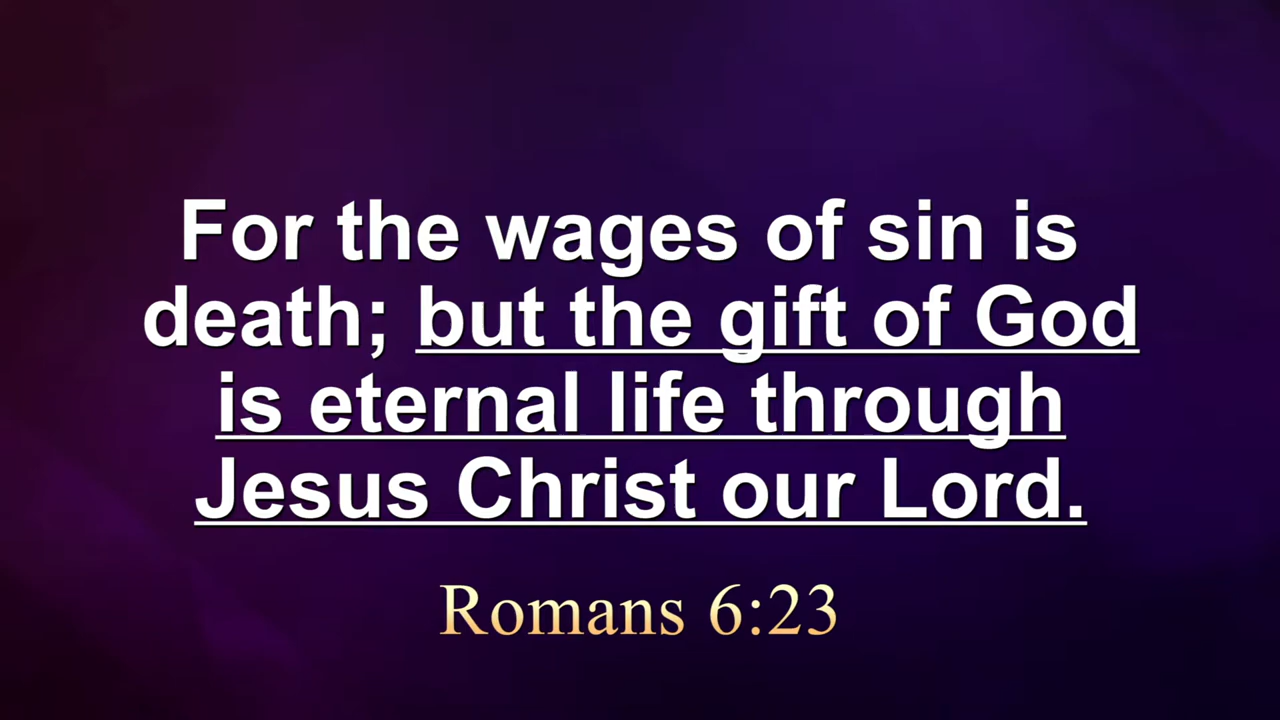 For the wages of sin is
death; but the gift of God
is eternal life through
Jesus Christ our Lord.
Romans 6:23